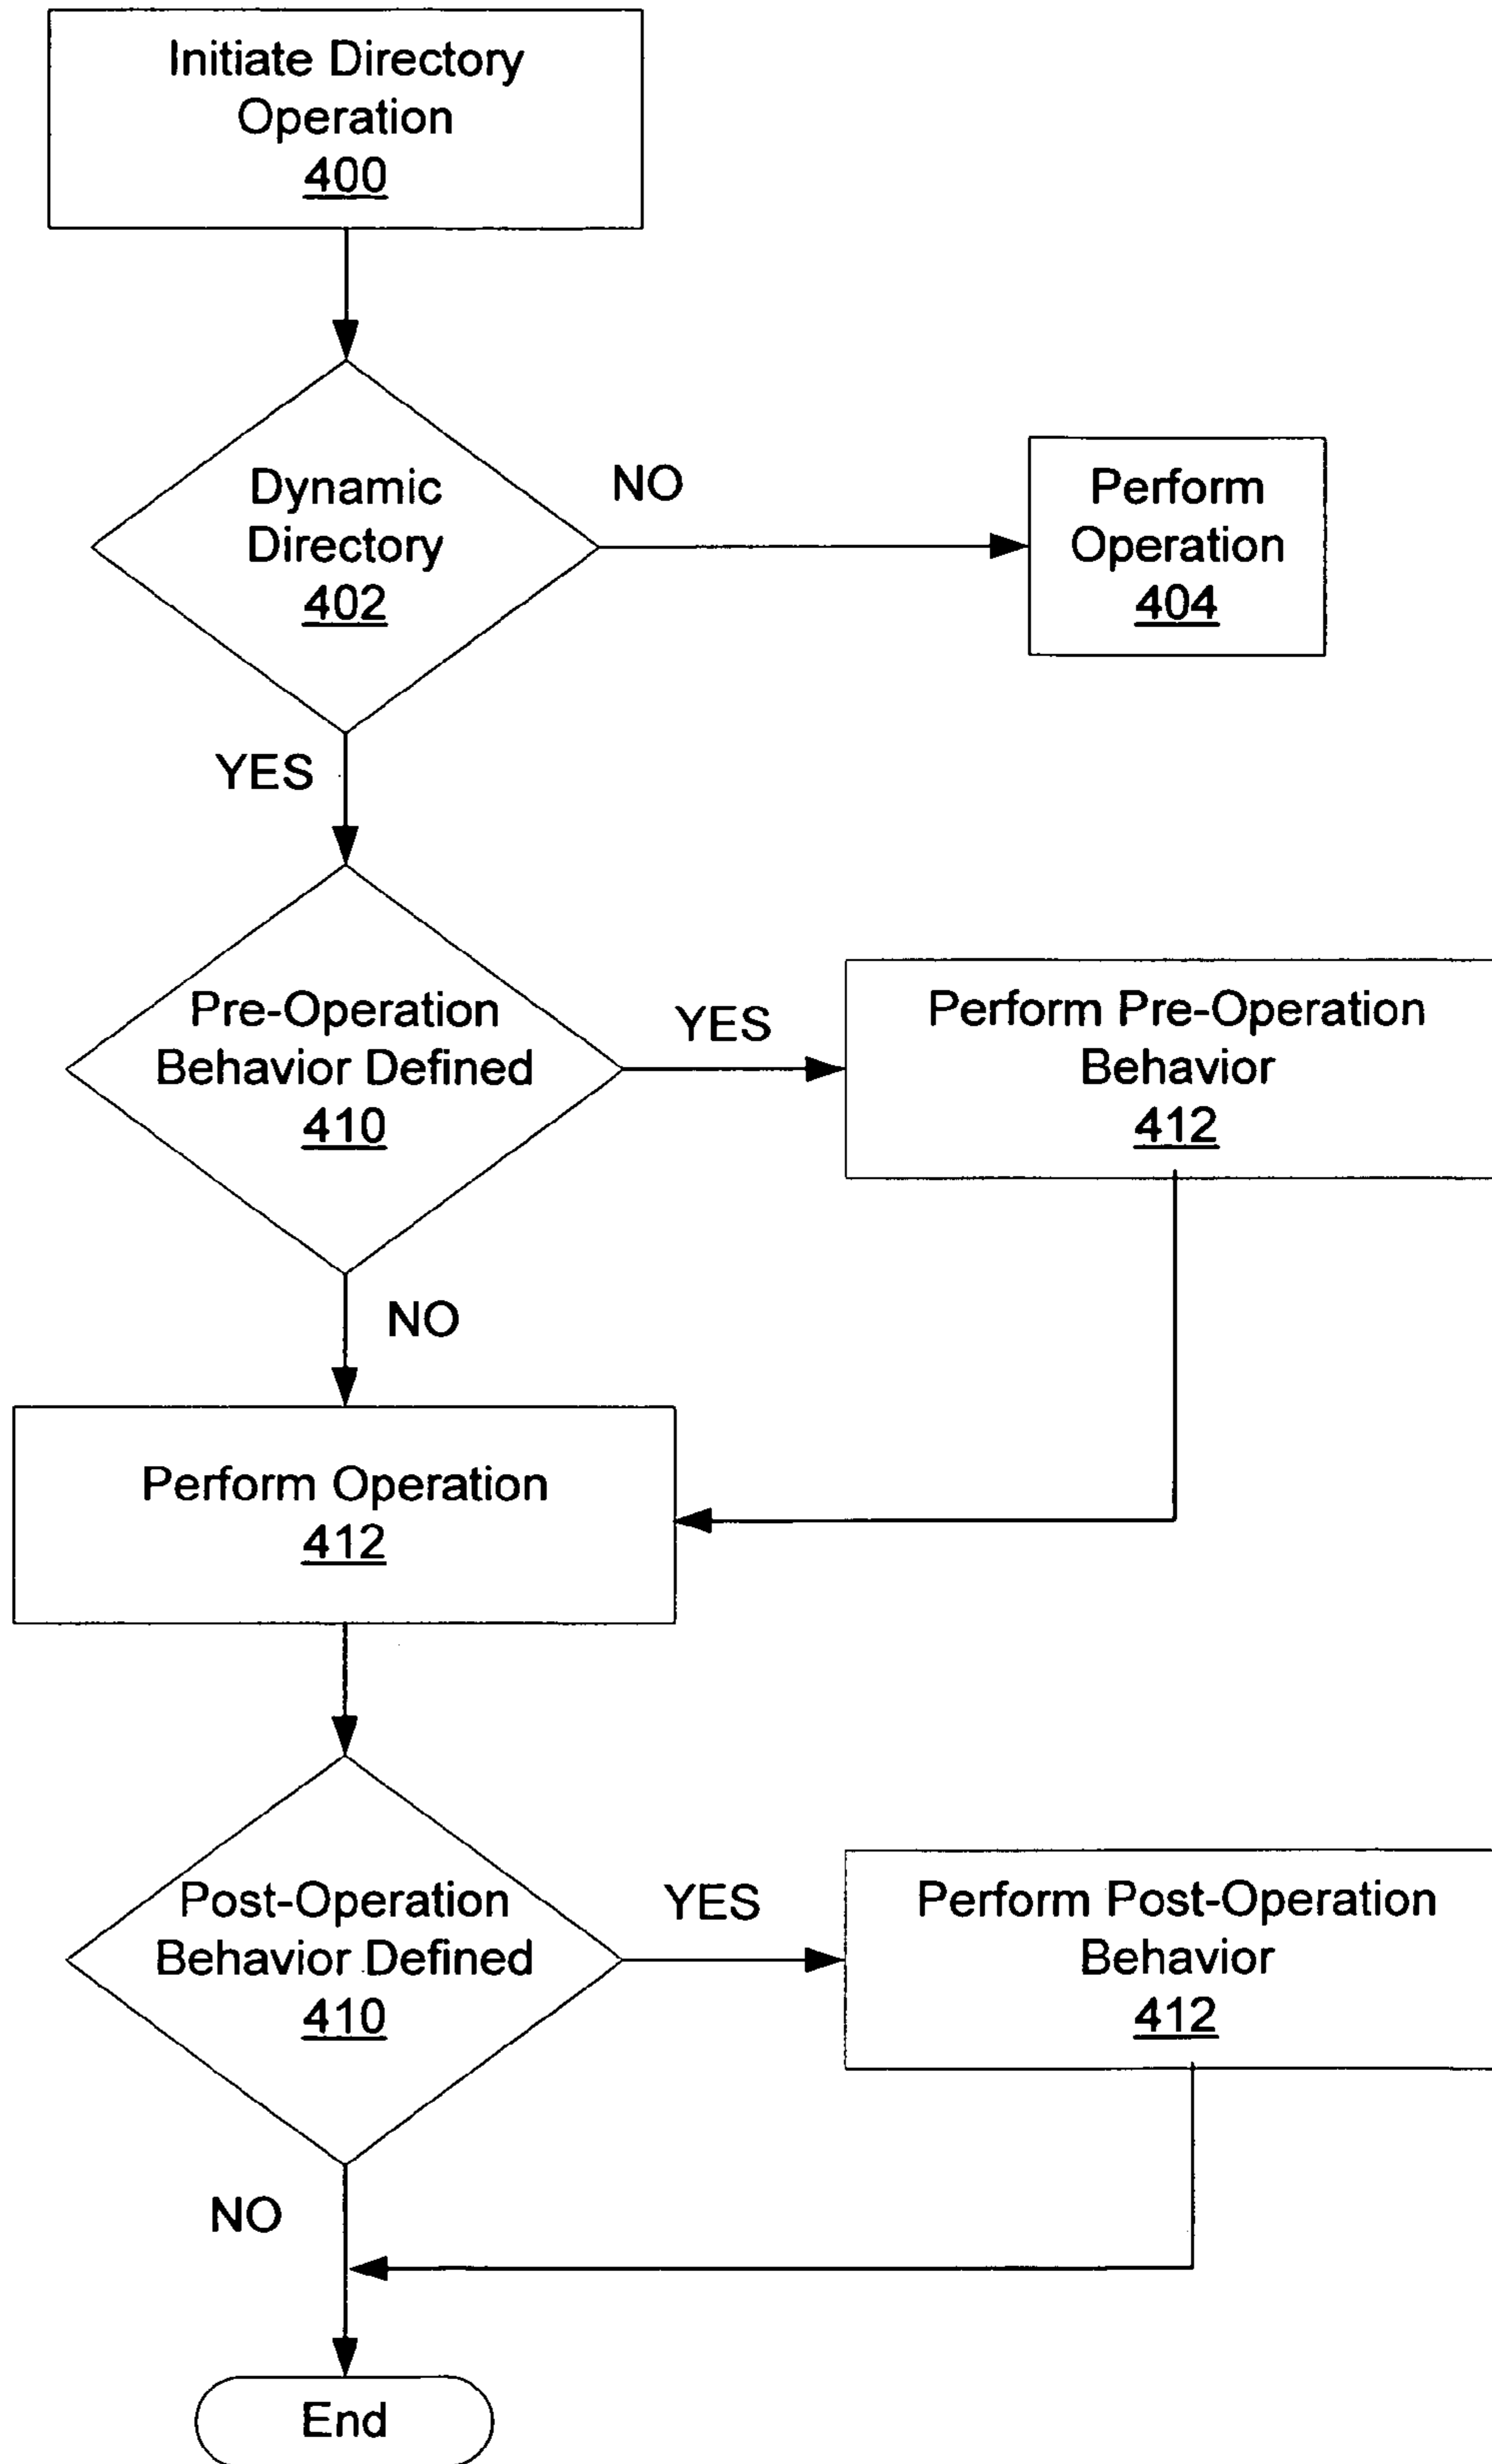 Initiate Directory
Operation
400
Dynamic
Directory
402
NO
Perform
Operation
404
YES
Pre-Operation
Behavior Defined
410
YES
Perform Pre-Operation
Behavior
412
NO
Perform Operation
412
Post-Operation
Behavior Defined
410
YES
Perform Post-Operation
Behavior
412
NO
End